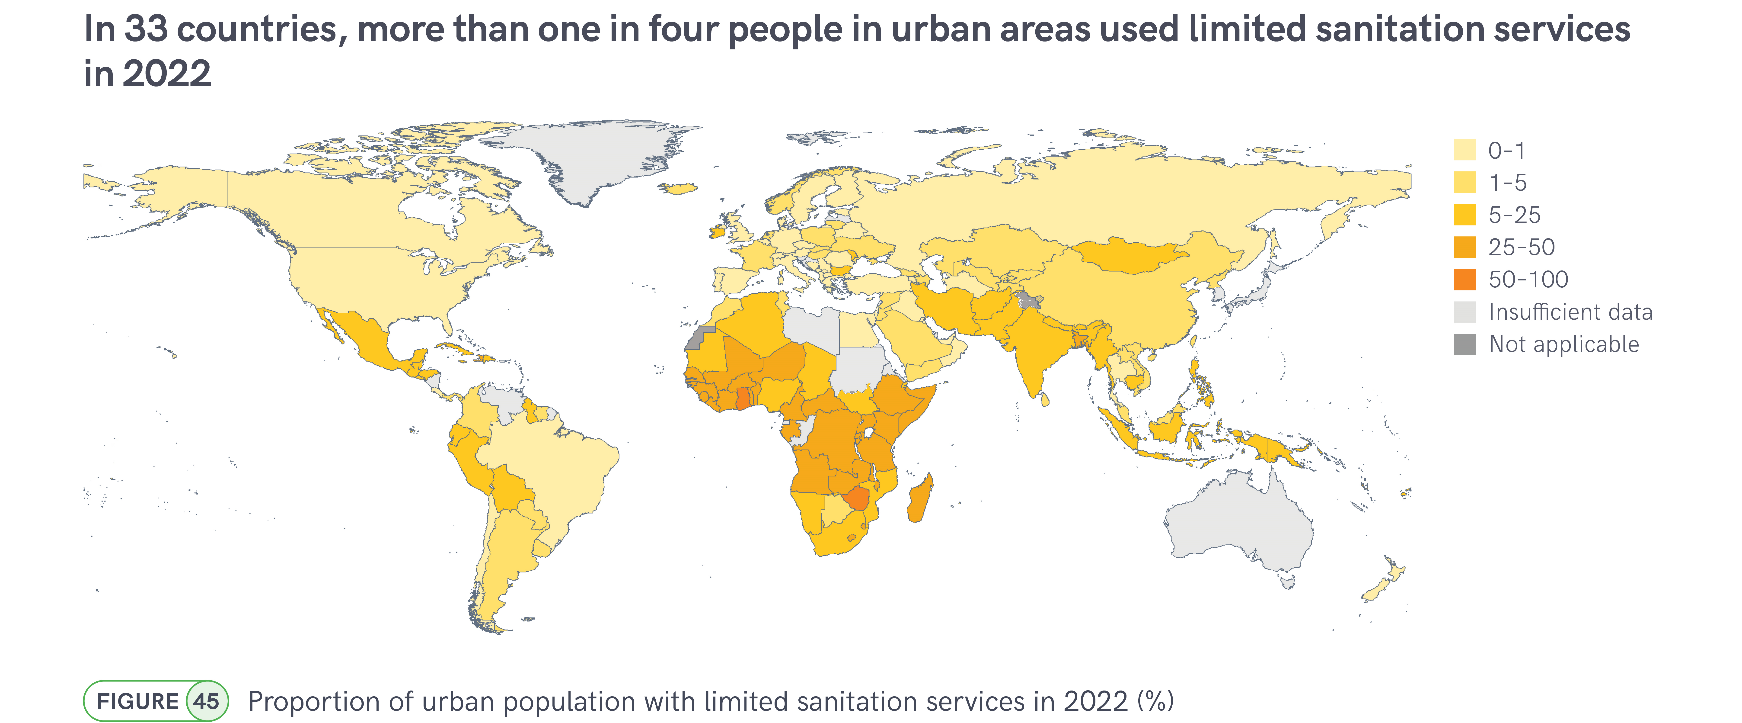 In 33 countries, more than one in four people in urban areas used limited sanitation services
in 2022
0–1
1–5
5–25
25–50
50–100
Insufficient data
Not applicable
FIGURE 45 Proportion of urban population with limited sanitation services in 2022 (%)